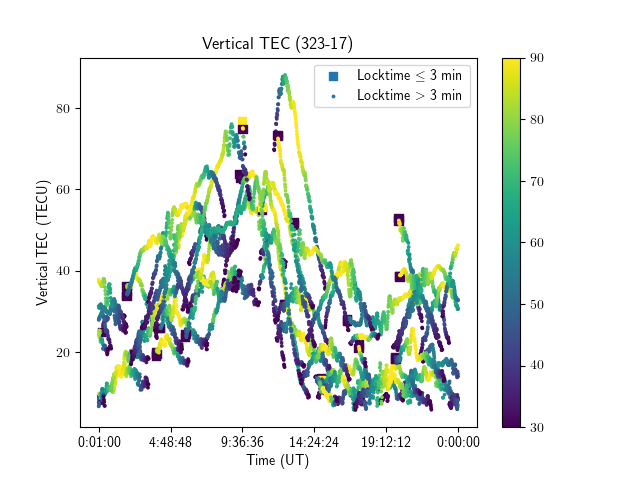 Vertical TEC (323-17)
Locktime ≤ 3 min
Locktime > 3 min
Vertical TEC (TECU)
80
60
40
20
0:01:00 4:48:48 9:36:36 14:24:24 19:12:12 0:00:00
Time (UT)
90
80
70
60
50
40
30